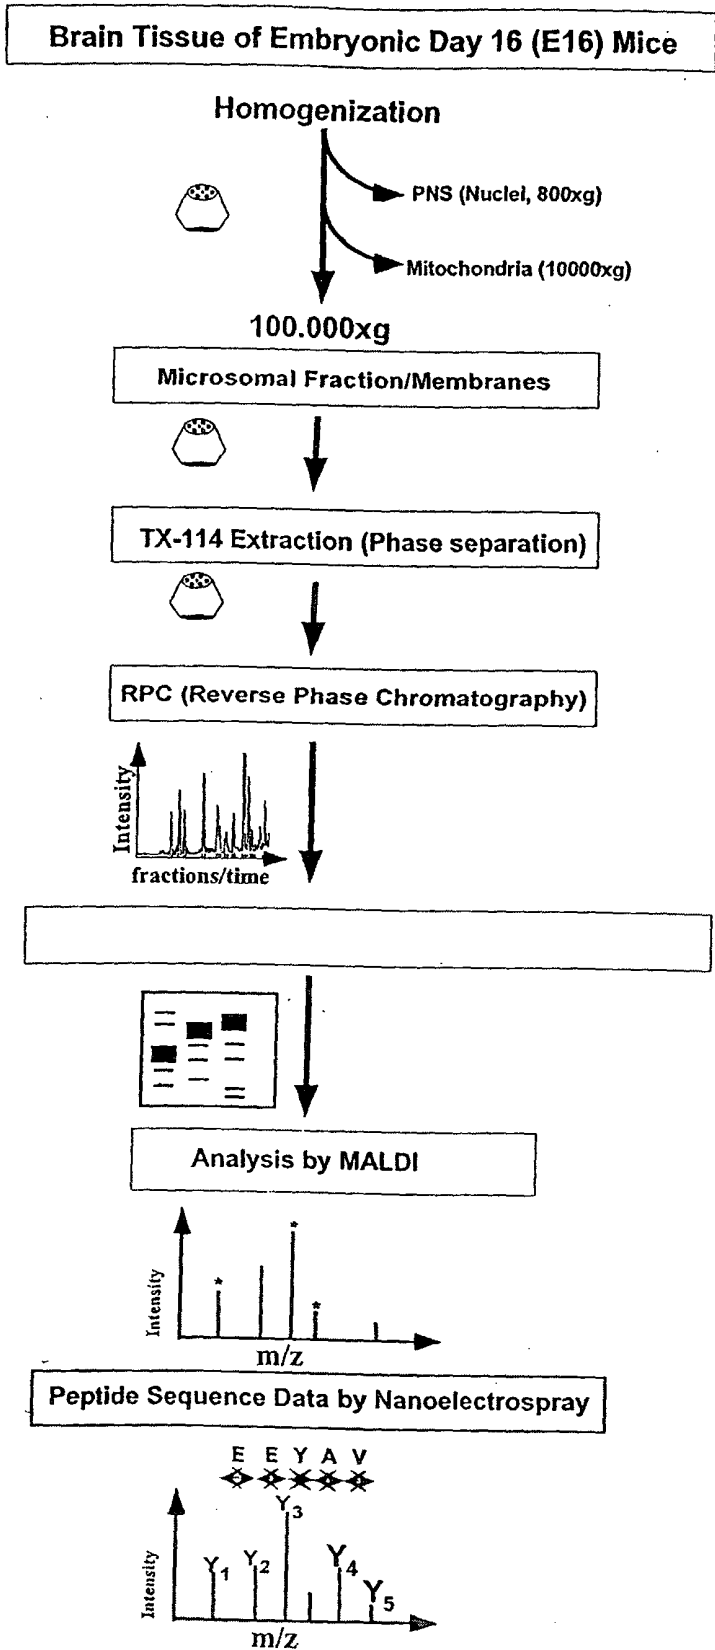 Brain Tissue of Embryonic Day 16 (E16) Mice
Homogenization
PNS (Nuclei, 800xg)
Mitochondria (10000xg)
100.000xg
Microsomal Fraction/Membranes
TX-114 Extraction (Phase separation)
RPC (Reverse Phase Chromatography)
Intensity
fractions/time
Analysis by MALDI
* * *
Intensity
m/z
Peptide Sequence Data by Nanoelectrospray
E E Y A V
Y1 Y2 Y3 Y4 Y5
Intensity
m/z